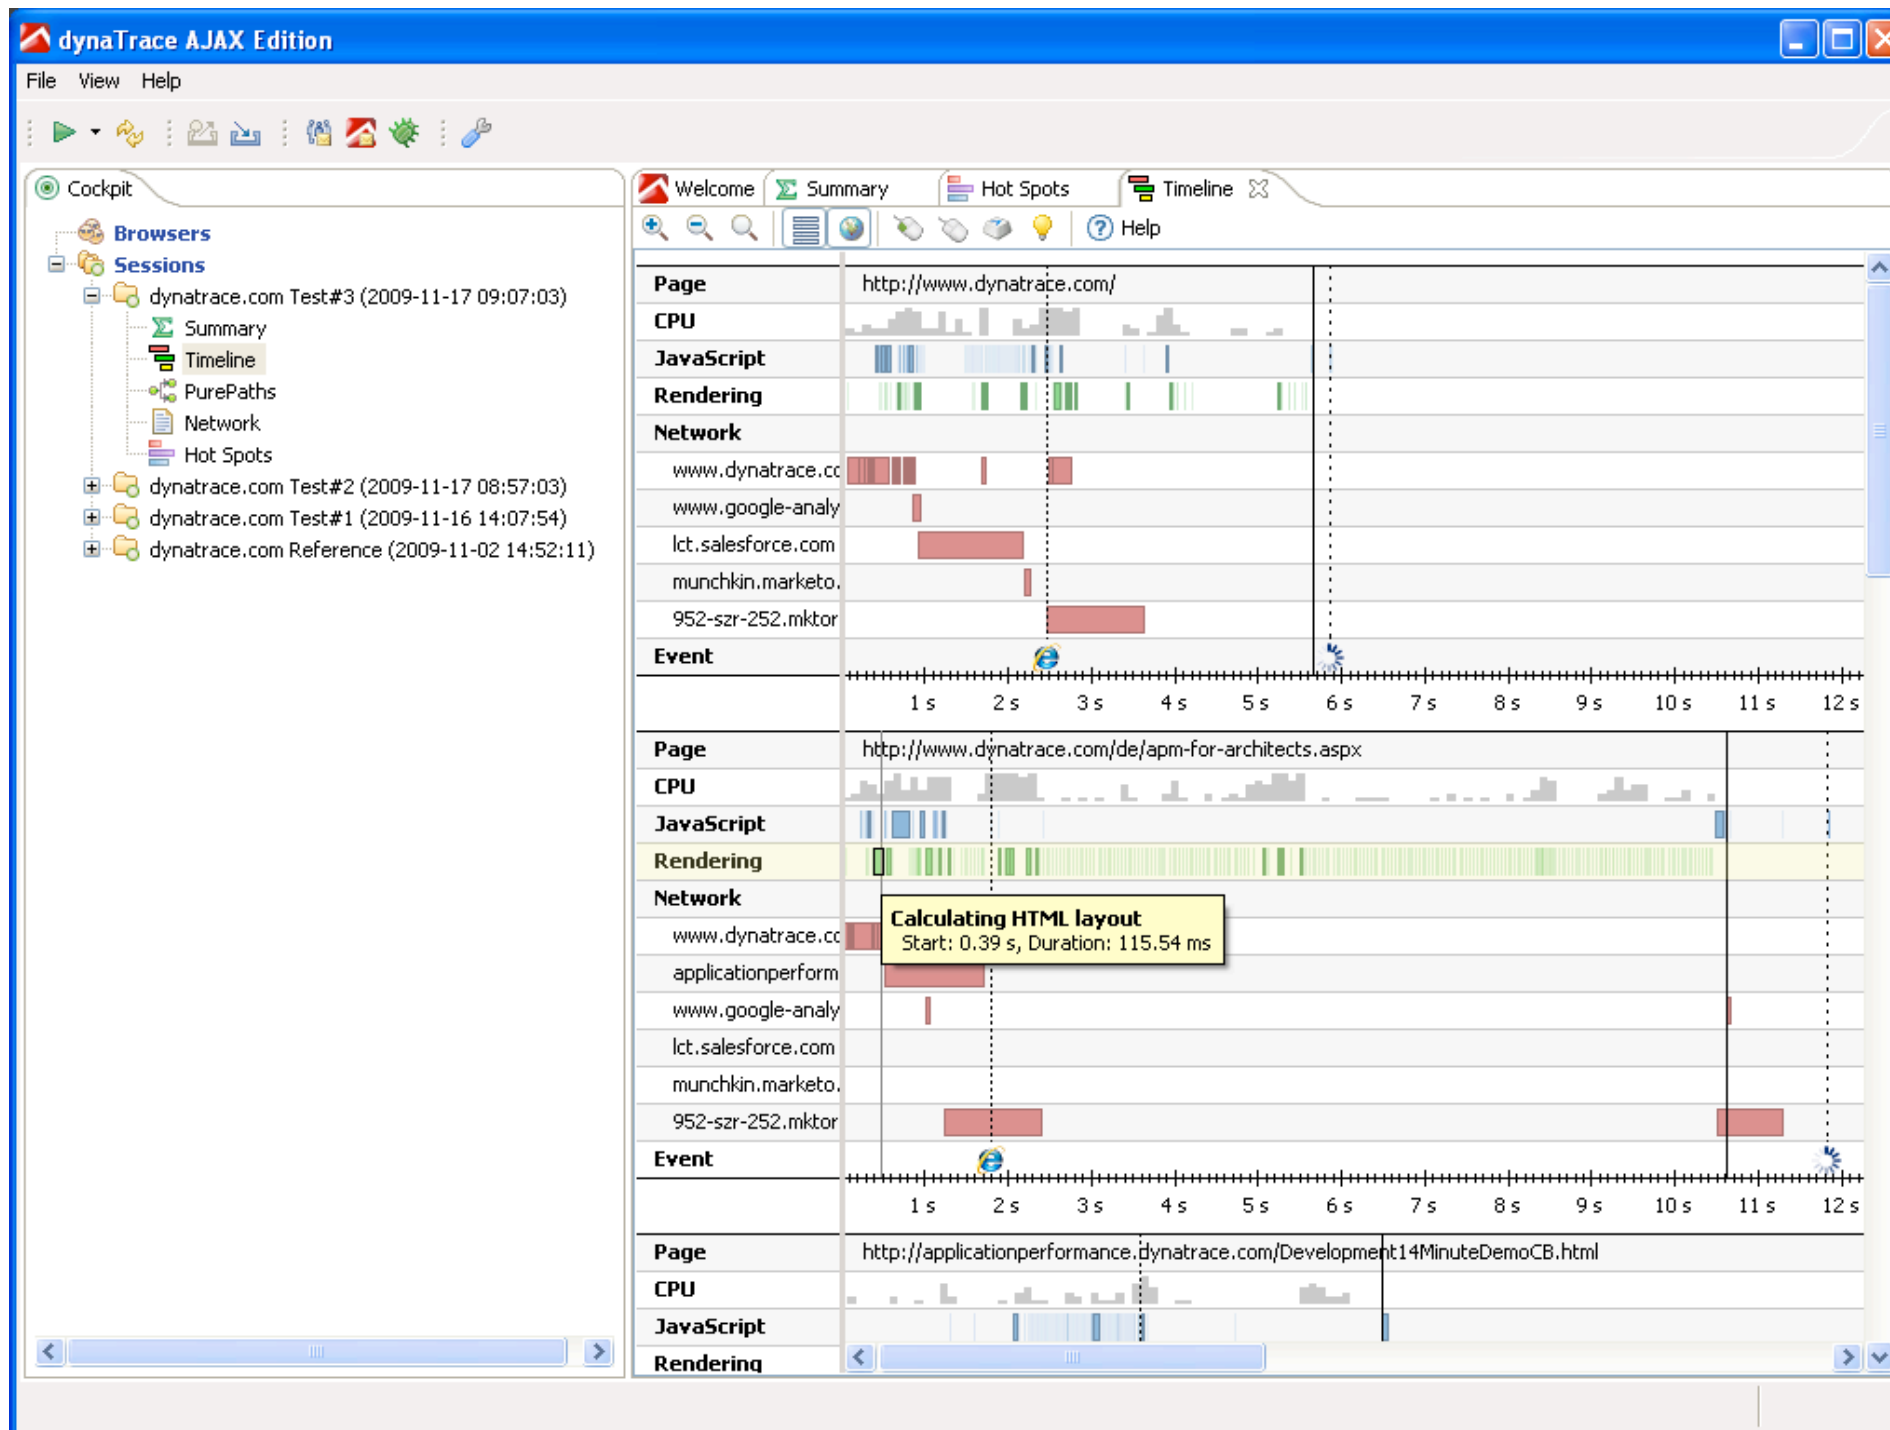 dynaTrace AJAX Edition
File View Help
Cockpit
Browsers
Sessions
dynatrace.com Test#3 (2009-11-17 09:07:03)
Summary
Timeline
PurePaths
Network
Hot Spots
dynatrace.com Test#2 (2009-11-17 08:57:03)
dynatrace.com Test#1 (2009-11-16 14:07:54)
dynatrace.com Reference (2009-11-02 14:52:11)
Welcome Summary Hot Spots Timeline
Help
Page http://www.dynatrace.com/
CPU
JavaScript
Rendering
Network
www.dynatrace.cc
www.google-analy
lct.salesforce.com
munchkin.marketo.
952-szr-252.mktor
Event
1 s 2 s 3 s 4 s 5 s 6 s 7 s 8 s 9 s 10 s 11 s 12 s
Page http://www.dynatrace.com/de/apm-for-architects.aspx
CPU
JavaScript
Rendering
Network
Calculating HTML layout
Start: 0.39 s, Duration: 115.54 ms
www.dynatrace.cc
applicationperform
www.google-analy
lct.salesforce.com
munchkin.marketo.
952-szr-252.mktor
Event
1 s 2 s 3 s 4 s 5 s 6 s 7 s 8 s 9 s 10 s 11 s 12 s
Page http://applicationperformance.dynatrace.com/Development14MinuteDemoCB.html
CPU
JavaScript
Rendering